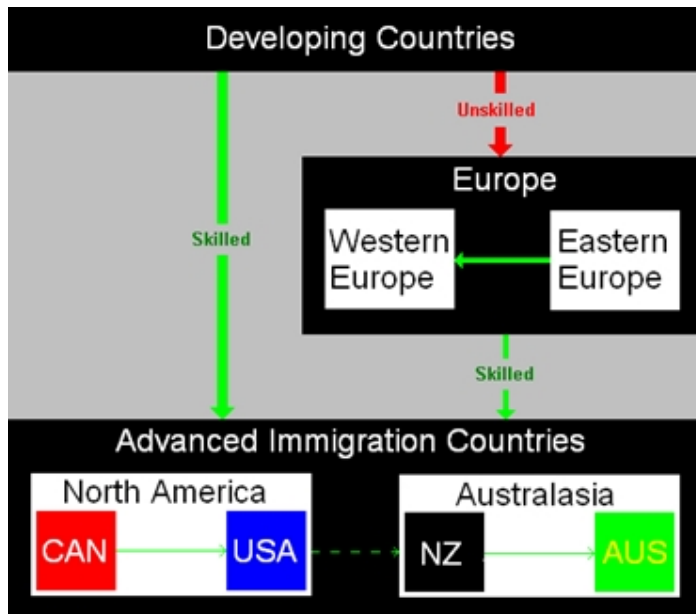 Developing Countries
Unskilled
Europe
Western Europe
Eastern Europe
Skilled
Skilled
Advanced Immigration Countries
North America
Australasia
CAN
USA
NZ
AUS